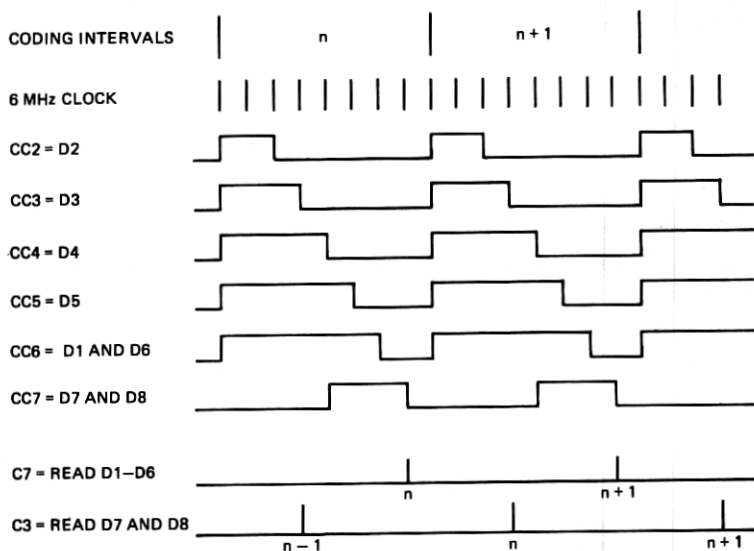 CODING INTERVALS n n + 1
6 MHz CLOCK
CC2 = D2
CC3 = D3
CC4 = D4
CC5 = D5
CC6 = D1 AND D6
CC7 = D7 AND D8
C7 = READ D1–D6
n n + 1
C3 = READ D7 AND D8
n – 1 n n + 1